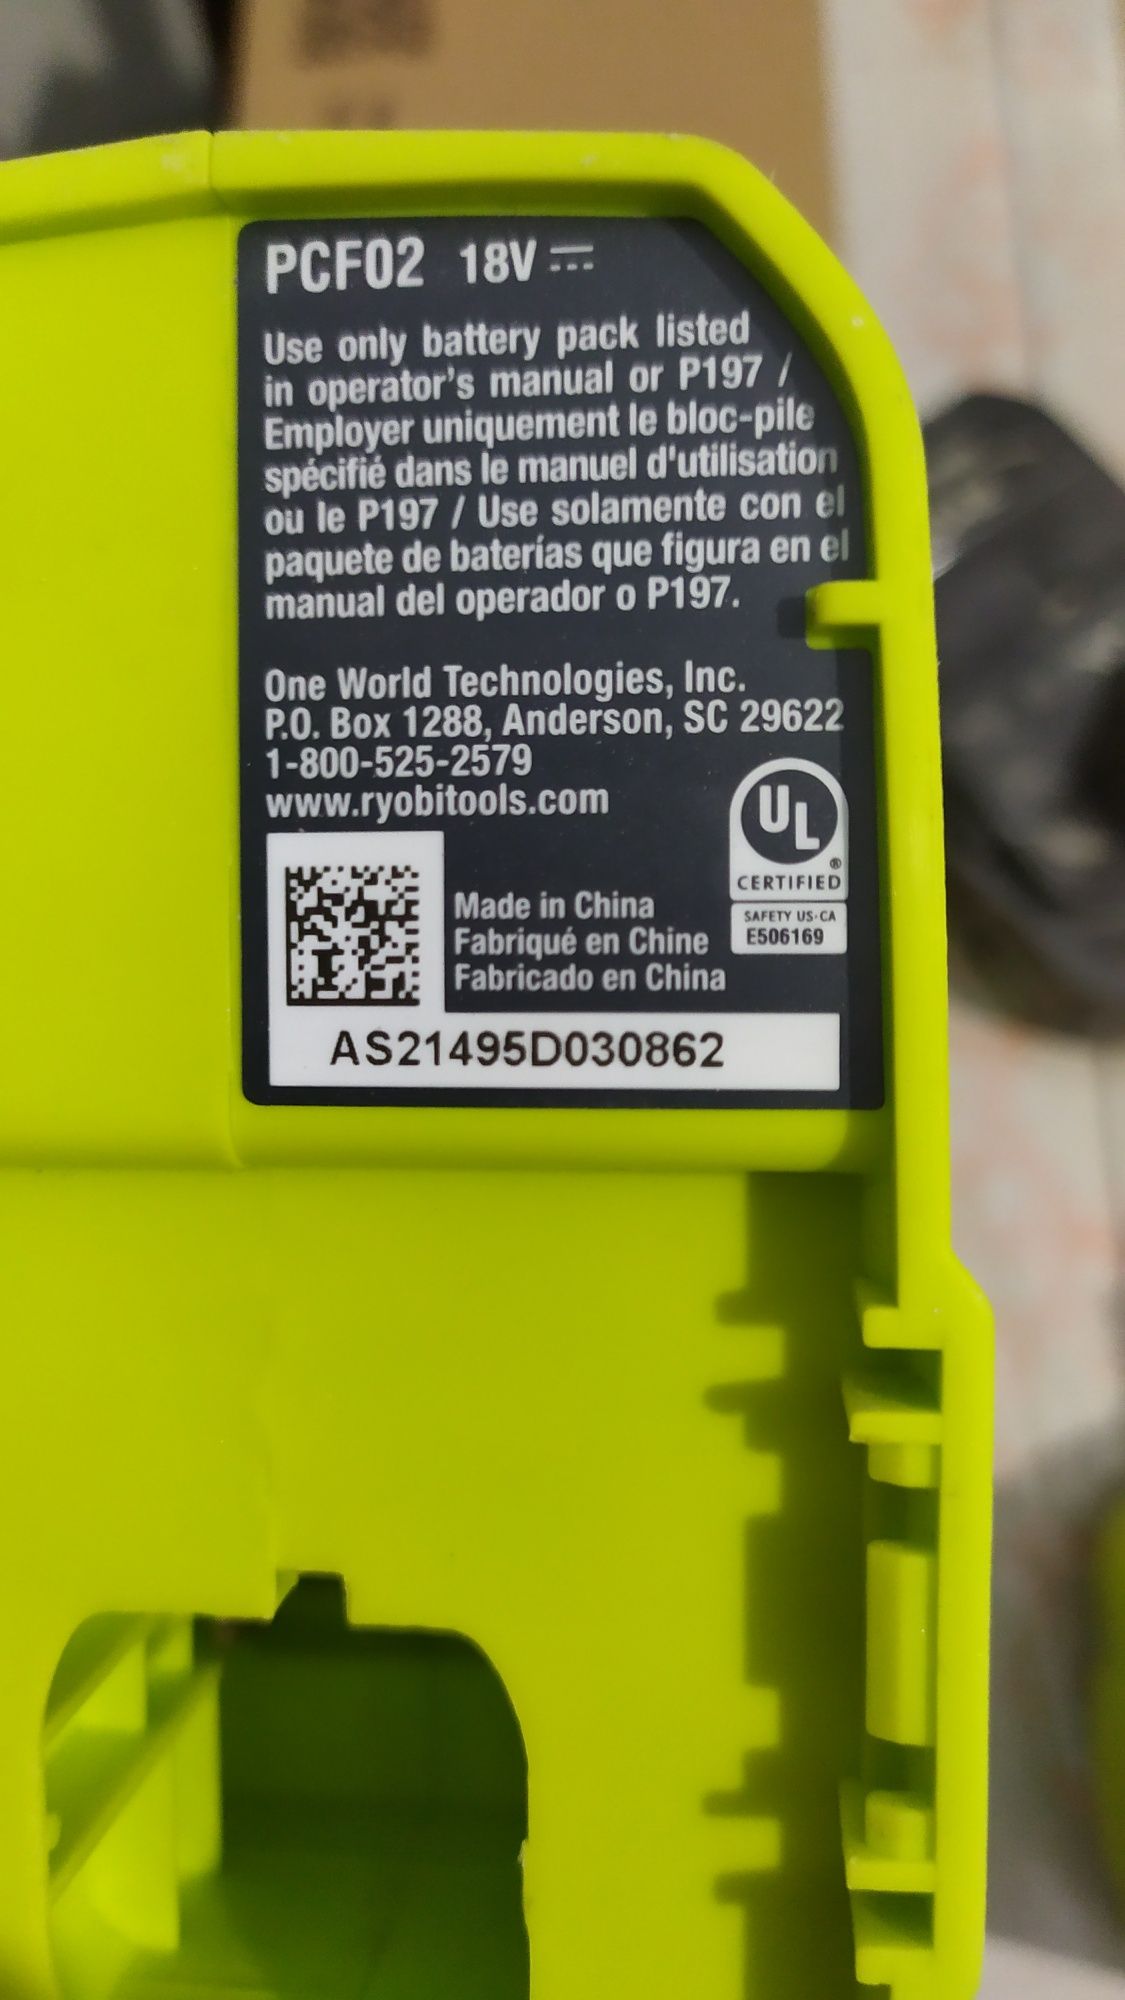 PCF02 18V
Use only battery pack listed
in operator's manual or P197 /
Employer uniquement le bloc-pile
spécifié dans le manuel d'utilisation
ou le P197 / Use solamente con el
paquete de baterías que figura en el
manual del operador o P197.
One World Technologies, Inc.
P.O. Box 1288, Anderson, SC 29622
1-800-525-2579
www.ryobitools.com
UL
®
CERTIFIED
SAFETY US-CA
E506169
Made in China
Fabriqué en Chine
Fabricado en China
AS21495D030862